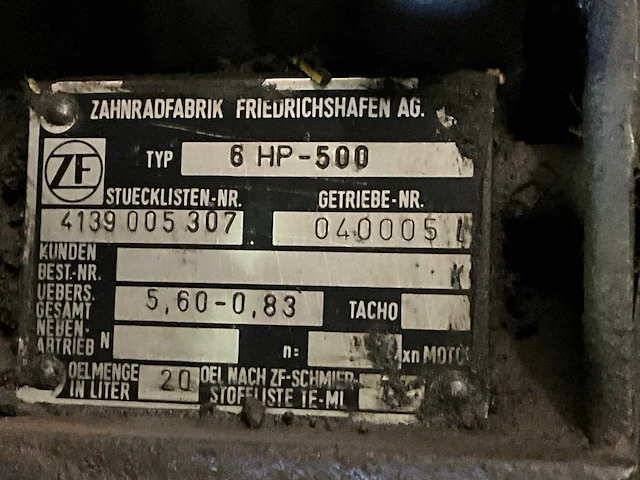 ZAHNRADFABRIK FRIEDRICHSHAFEN AG.
ZF TYP 6 HP-500
STUECKLISTEN-NR. GETRIEBE-NR.
4139 005 307 040005
KUNDEN
BEST.-NR.
UEBERS.
GESAMT 5,60-0,83 TACHO
NEBEN-
ABTRIEB N n: xn MOTOR
OELMENGE
IN LITER 20 OEL NACH ZF-SCHMIER-
STOFFLISTE TE-ML